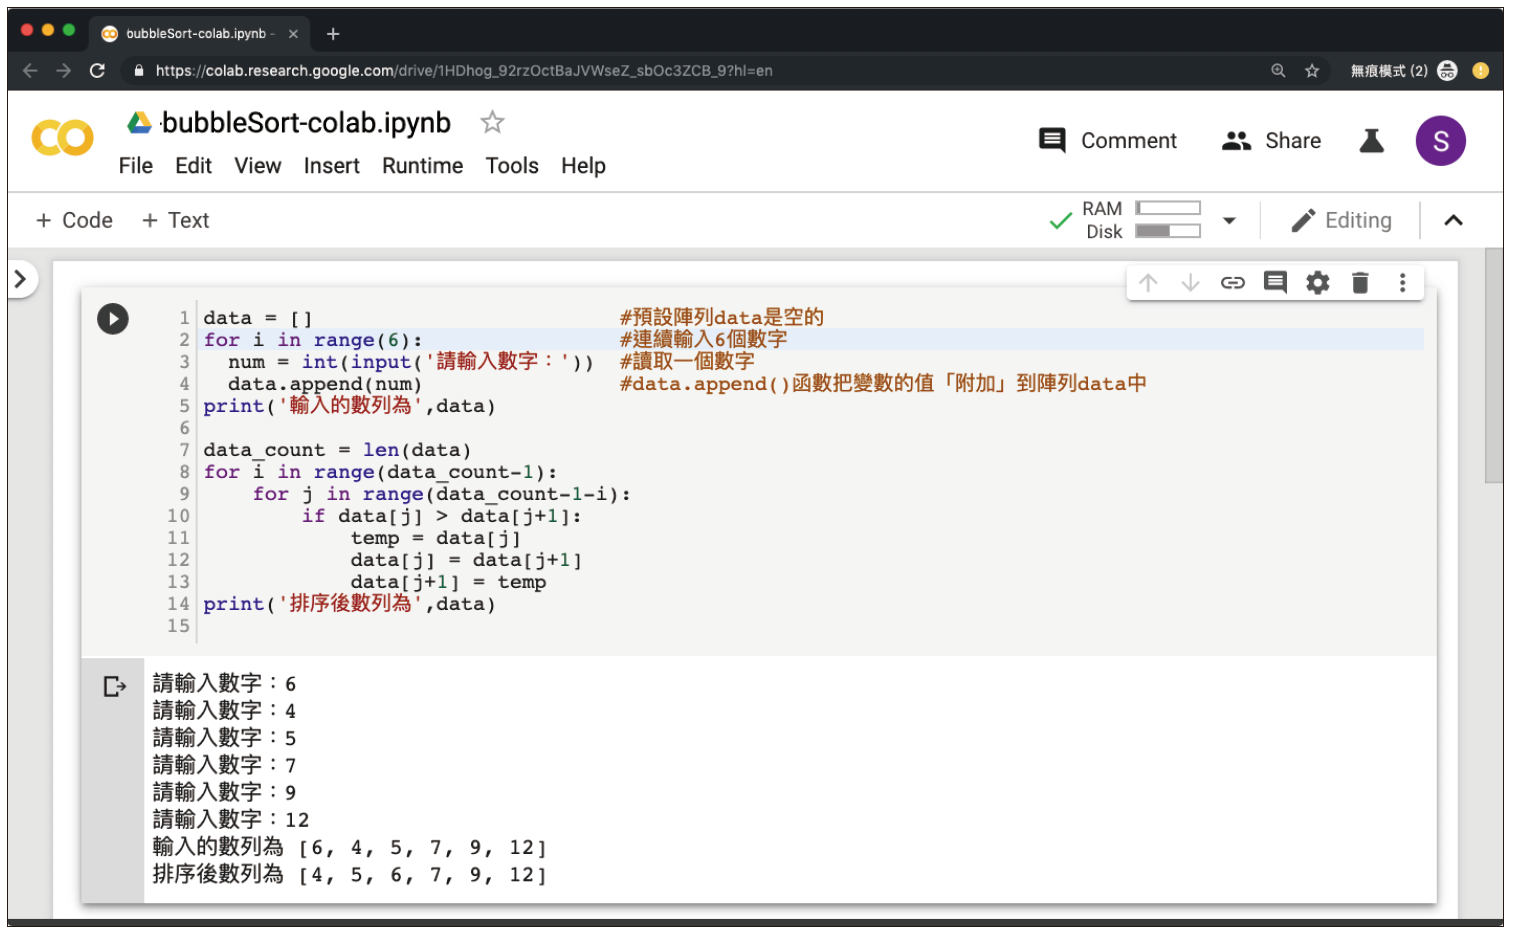 bubbleSort-colab.ipynb -
https://colab.research.google.com/drive/1HDhog_92rzOctBaJVWseZ_sbOc3ZCB_9?hl=en
無痕模式 (2)
bubbleSort-colab.ipynb
Comment Share S
File Edit View Insert Runtime Tools Help
+ Code + Text
RAM
Disk
Editing
1 data = [] #預設陣列data是空的
2 for i in range(6): #連續輸入6個數字
3   num = int(input('請輸入數字：')) #讀取一個數字
4   data.append(num) #data.append()函數把變數的值「附加」到陣列data中
5 print('輸入的數列為',data)
6
7 data_count = len(data)
8 for i in range(data_count-1):
9     for j in range(data_count-1-i):
10         if data[j] > data[j+1]:
11             temp = data[j]
12             data[j] = data[j+1]
13             data[j+1] = temp
14 print('排序後數列為',data)
15
請輸入數字：6
請輸入數字：4
請輸入數字：5
請輸入數字：7
請輸入數字：9
請輸入數字：12
輸入的數列為 [6, 4, 5, 7, 9, 12]
排序後數列為 [4, 5, 6, 7, 9, 12]